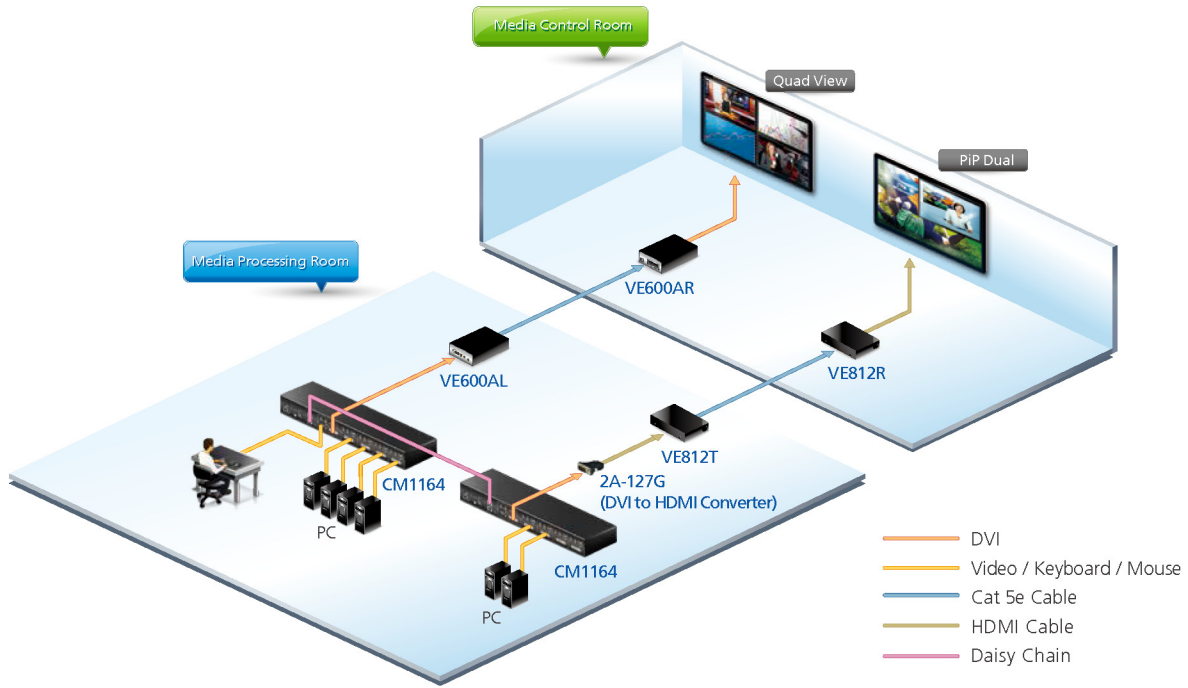 Media Control Room
Quad View
PiP Dual
Media Processing Room
VE600AR
VE600AL
VE812R
VE812T
CM1164
2A-127G
(DVI to HDMI Converter)
PC
CM1164
PC
DVI
Video / Keyboard / Mouse
Cat 5e Cable
HDMI Cable
Daisy Chain